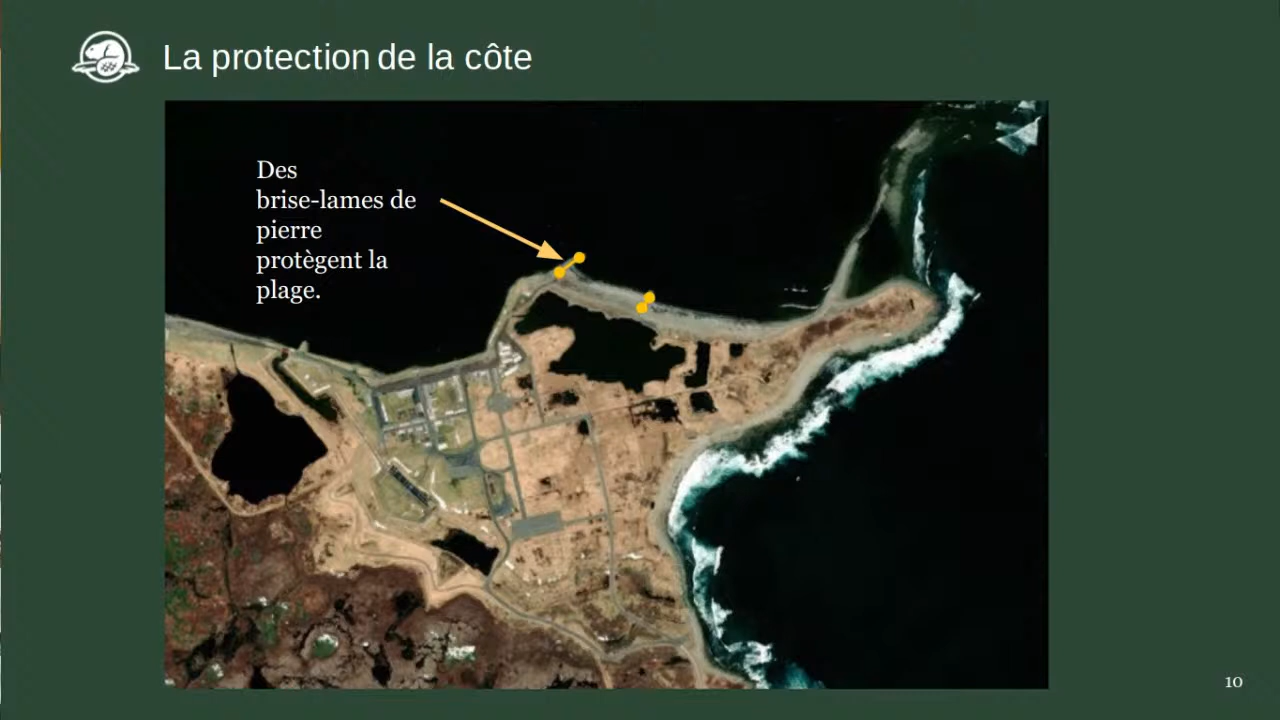 La protection de la côte
Des
brise-lames de
pierre
protègent la
plage.
10